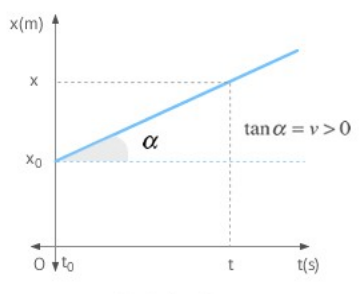 x(m)
x
α
tan α = v > 0
x₀
O t₀ t t(s)